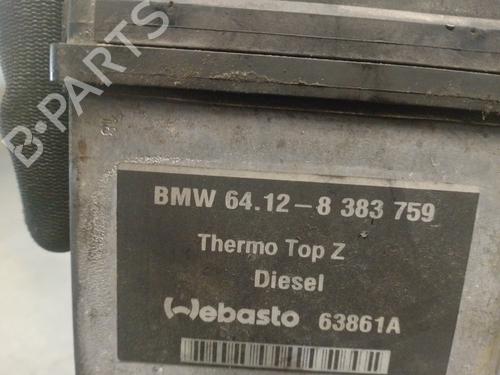 B-PARTS
BMW 64.12-8 383 759
Thermo Top Z
Diesel
Webasto 63861A